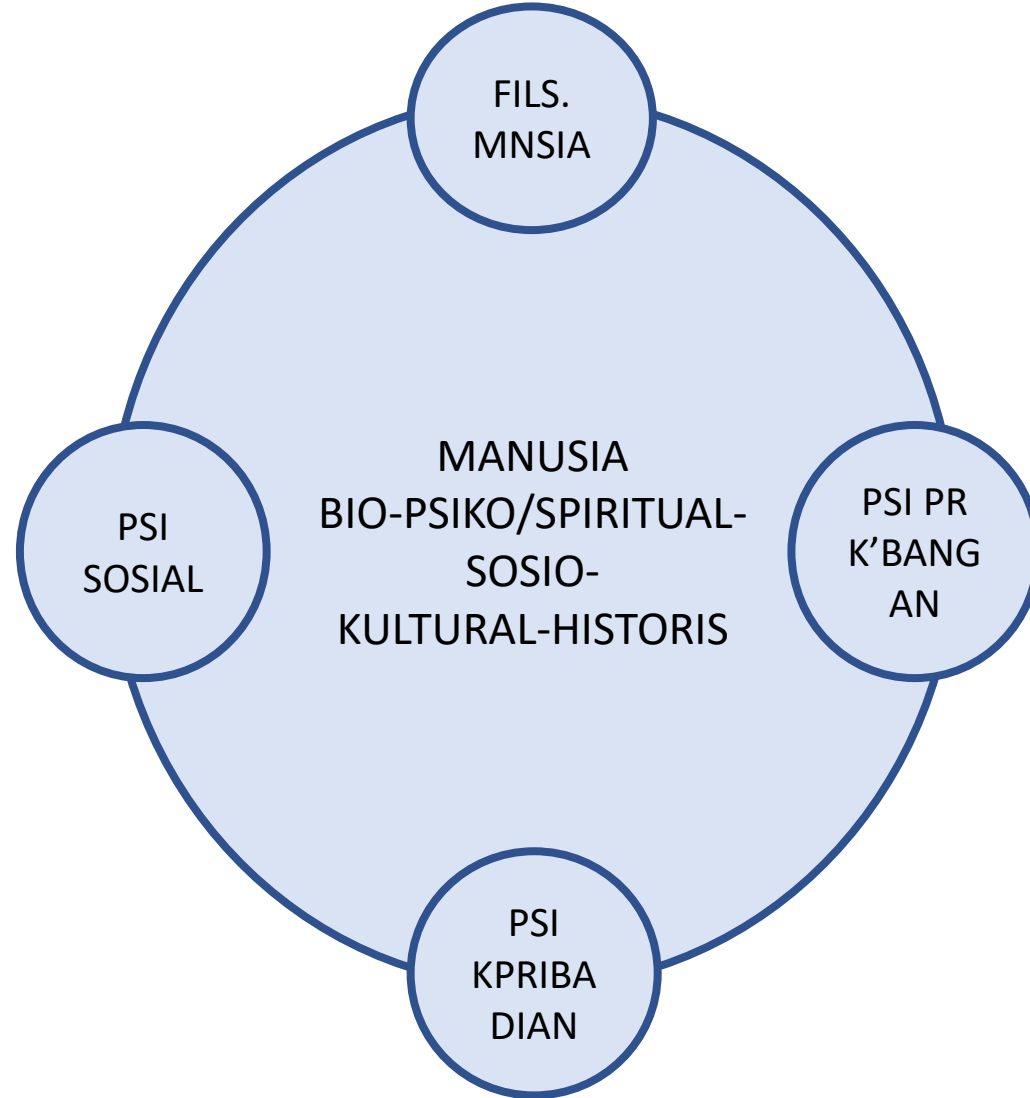 FILS.
MNSIA
PSI
SOSIAL
MANUSIA
BIO-PSIKO/SPIRITUAL-
SOSIO-
KULTURAL-HISTORIS
PSI PR
K’BANG
AN
PSI
KPRIBA
DIAN